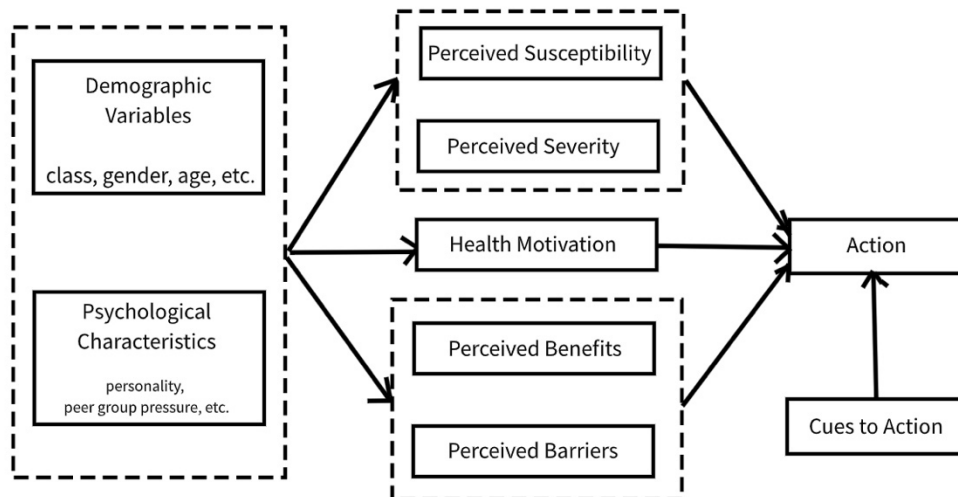 Demographic
Variables
class, gender, age, etc.
Psychological
Characteristics
personality,
peer group pressure, etc.
Perceived Susceptibility
Perceived Severity
Health Motivation
Perceived Benefits
Perceived Barriers
Action
Cues to Action